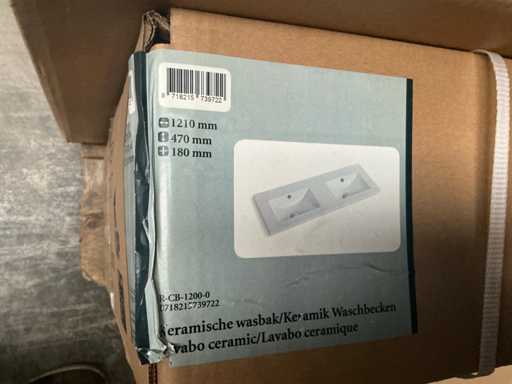 8 718215 739722
1210 mm
470 mm
180 mm
R-CB-1200-0
8718215739722
Keramische wasbak/Keramik Waschbecken
Lavabo ceramic/Lavabo ceramique